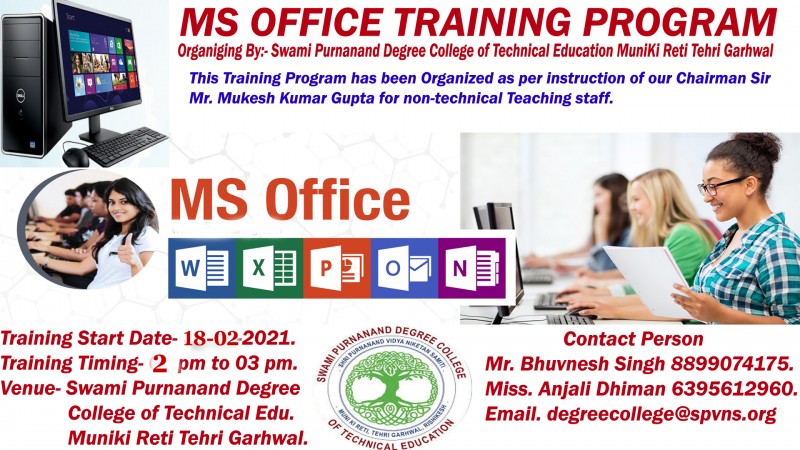 MS OFFICE TRAINING PROGRAM
Organiging By:- Swami Purnanand Degree College of Technical Education MuniKi Reti Tehri Garhwal
This Training Program has been Organized as per instruction of our Chairman Sir
Mr. Mukesh Kumar Gupta for non-technical Teaching staff.
Start
DELL
MS Office
W X P O N
Training Start Date- 18-02-2021.
Training Timing- 2 pm to 03 pm.
Venue- Swami Purnanand Degree
College of Technical Edu.
Muniki Reti Tehri Garhwal.
SWAMI PURNANAND DEGREE COLLEGE
OF TECHNICAL EDUCATION
SHRI PURNANAND VIDYA NIKETAN SAMITI
MUNI KI RETI, TEHRI GARHWAL, RISHIKESH
Contact Person
Mr. Bhuvnesh Singh 8899074175.
Miss. Anjali Dhiman 6395612960.
Email. degreecollege@spvns.org